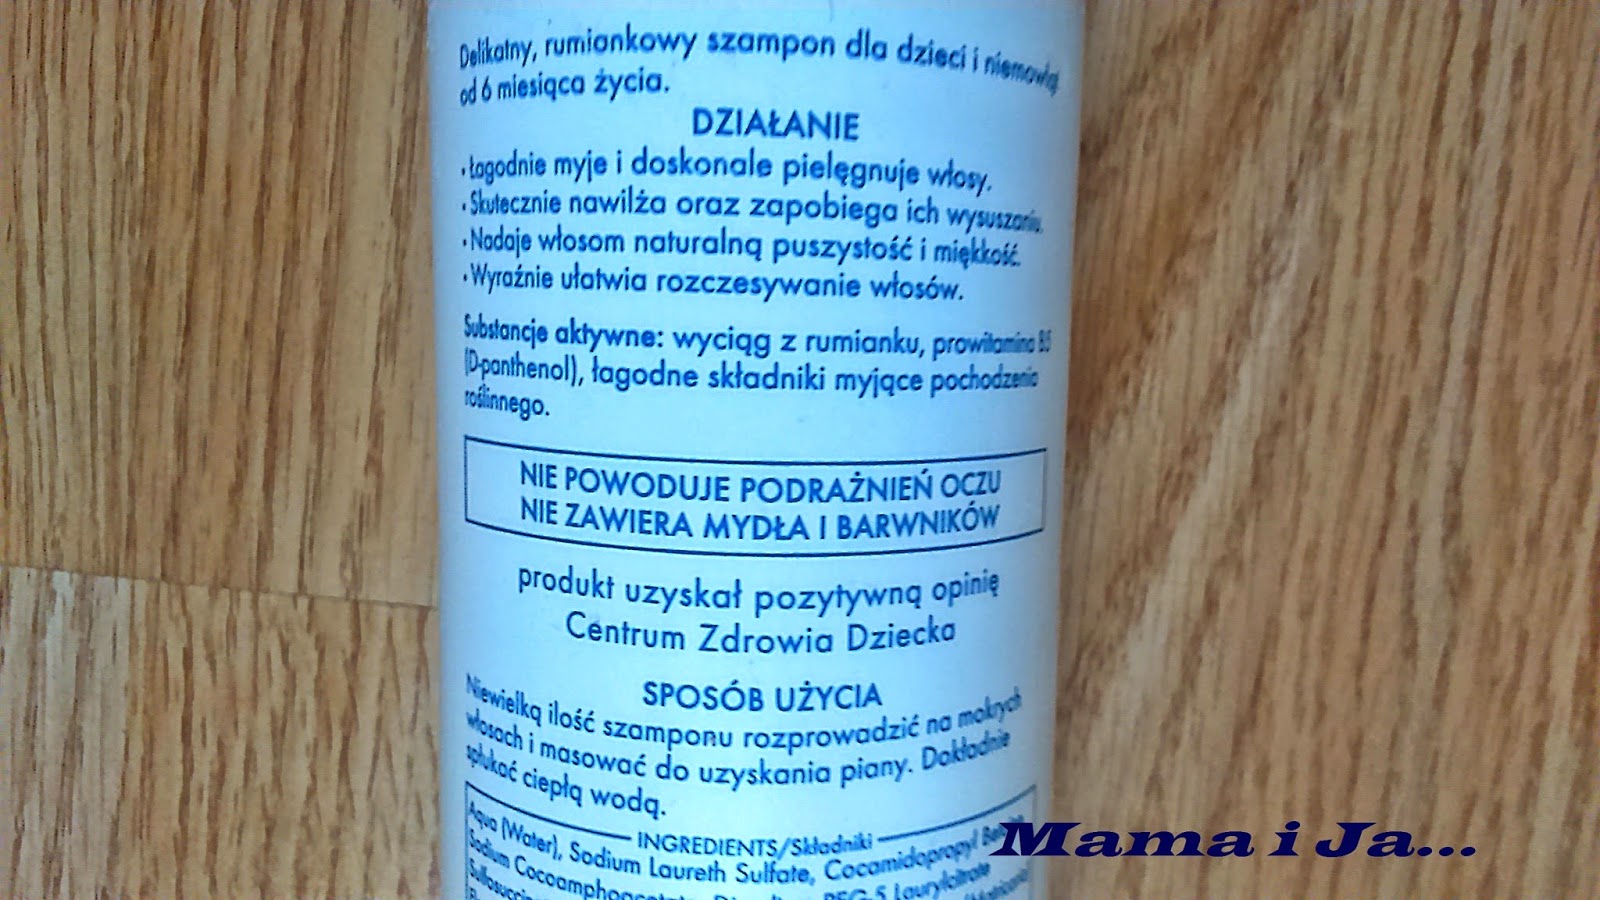 Delikatny, rumiankowy szampon dla dzieci i niemowląt
od 6 miesiąca życia.
DZIAŁANIE
• Łagodnie myje i doskonale pielęgnuje włosy.
• Skutecznie nawilża oraz zapobiega ich wysuszaniu.
• Nadaje włosom naturalną puszystość i miękkość.
• Wyraźnie ułatwia rozczesywanie włosów.
Substancje aktywne: wyciąg z rumianku, prowitamina B5
(D-panthenol), łagodne składniki myjące pochodzenia
roślinnego.
NIE POWODUJE PODRAŻNIEŃ OCZU
NIE ZAWIERA MYDŁA I BARWNIKÓW
produkt uzyskał pozytywną opinię
Centrum Zdrowia Dziecka
SPOSÓB UŻYCIA
Niewielką ilość szamponu rozprowadzić na mokrych
włosach i masować do uzyskania piany. Dokładnie
spłukać ciepłą wodą.
INGREDIENTS/Składniki
Aqua (Water), Sodium Laureth Sulfate, Cocamidopropyl
Sodium PEG-5 Laurylcitrate
Mama i Ja...